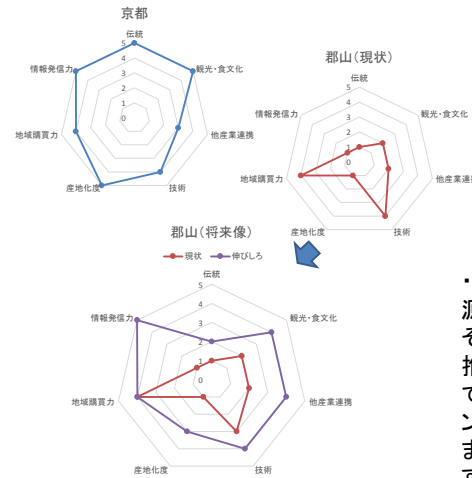 京都
伝統
観光・食文化
他産業連携
技術
産地化度
地域購買力
情報発信力
5
4
3
2
1
0
郡山(現状)
伝統
観光・食文化
他産業連
技術
産地化度
地域購買力
情報発信力
5
4
3
2
1
0
郡山(将来像)
現状
伸びしろ
伝統
観光・食文化
他産業連携
技術
産地化度
地域購買力
情報発信力
5
4
3
2
1
0
・
源
そ
推
て
ン
ま
す